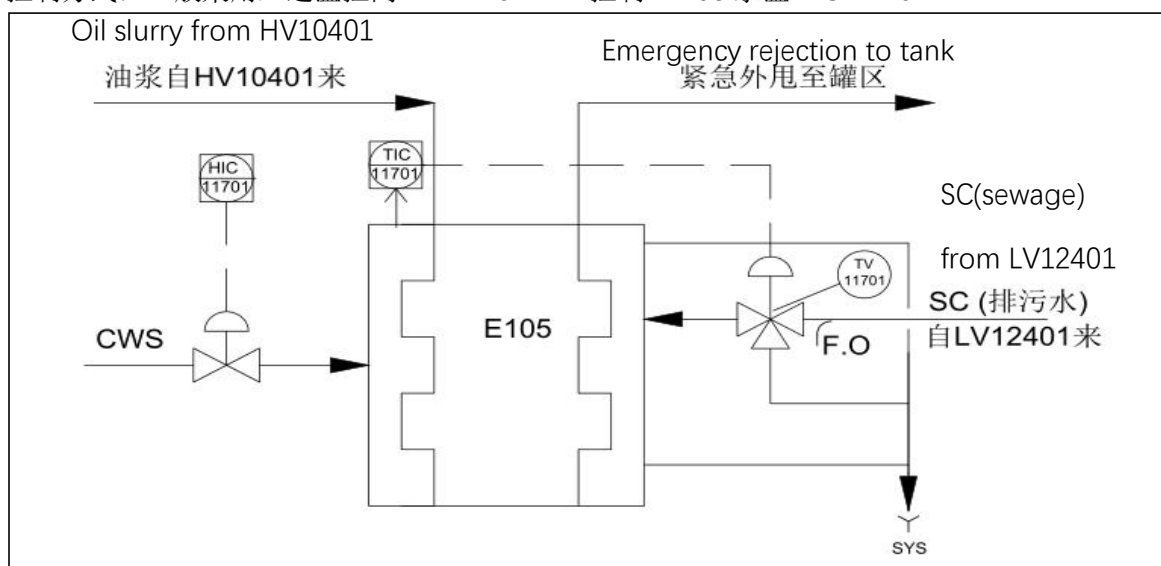 Oil slurry from HV10401
油浆自HV10401来
Emergency rejection to tank
紧急外甩至罐区
HIC
11701
TIC
11701
SC(sewage)
from LV12401
TV
11701
SC (排污水)
自LV12401来
CWS
E105
F.O
SYS